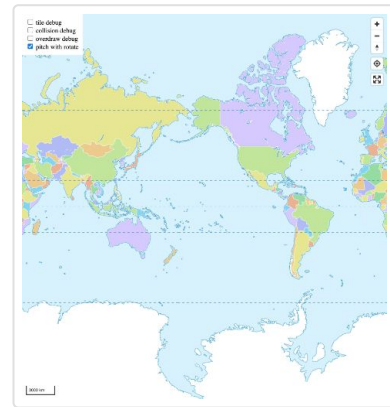 tile debug
collision debug
overdraw debug
pitch with rotate
3000 km